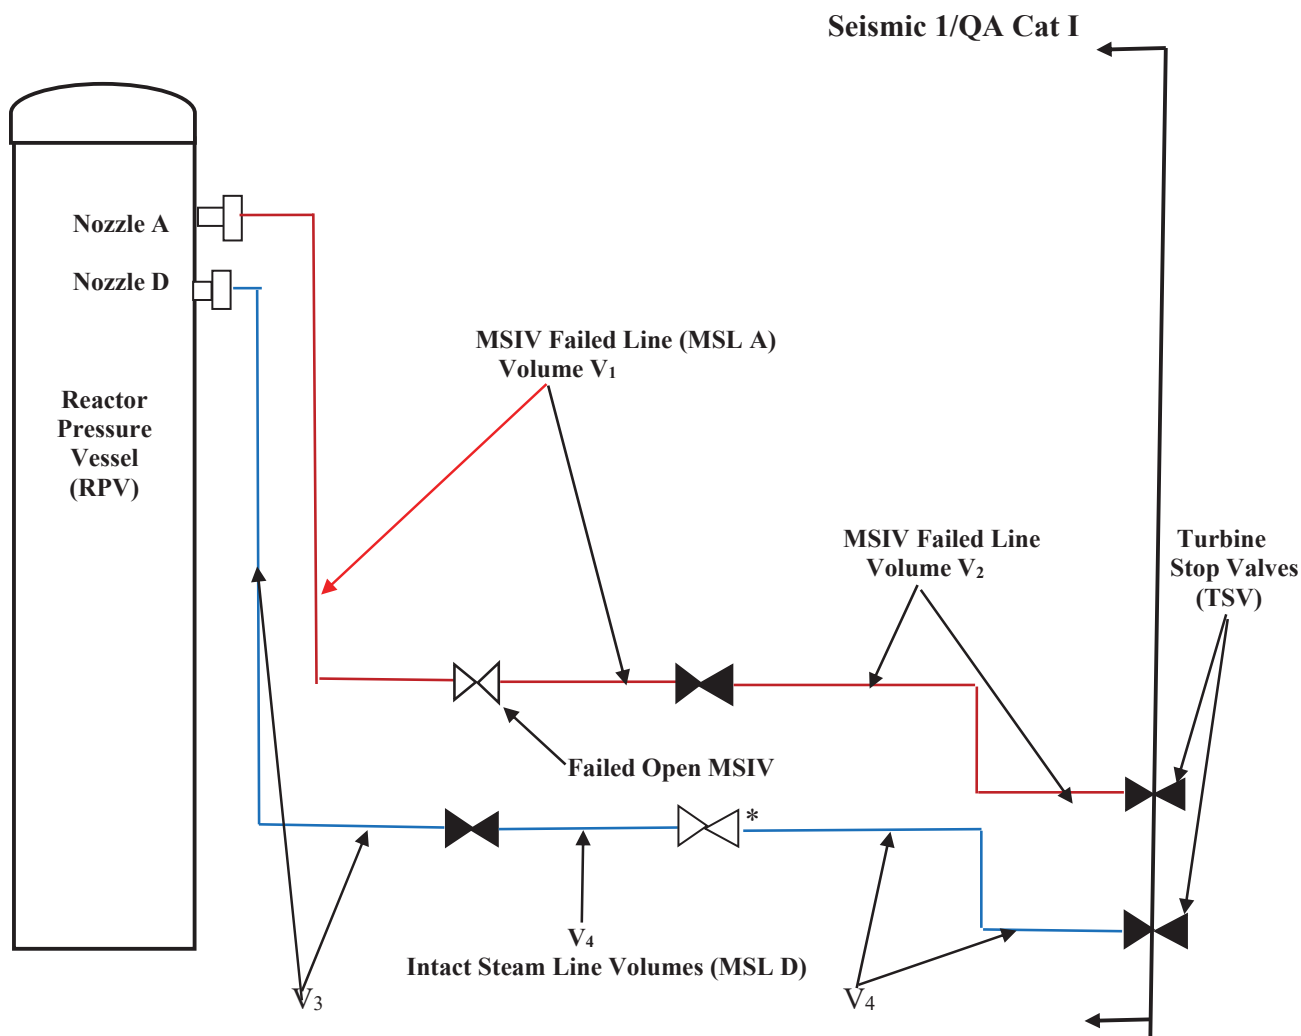 Seismic 1/QA Cat I
Nozzle A
Nozzle D
MSIV Failed Line (MSL A)
Volume V₁
Reactor
Pressure
Vessel
(RPV)
MSIV Failed Line
Volume V₂
Turbine
Stop Valves
(TSV)
Failed Open MSIV
*
V₄
Intact Steam Line Volumes (MSL D)
V₃
V₄